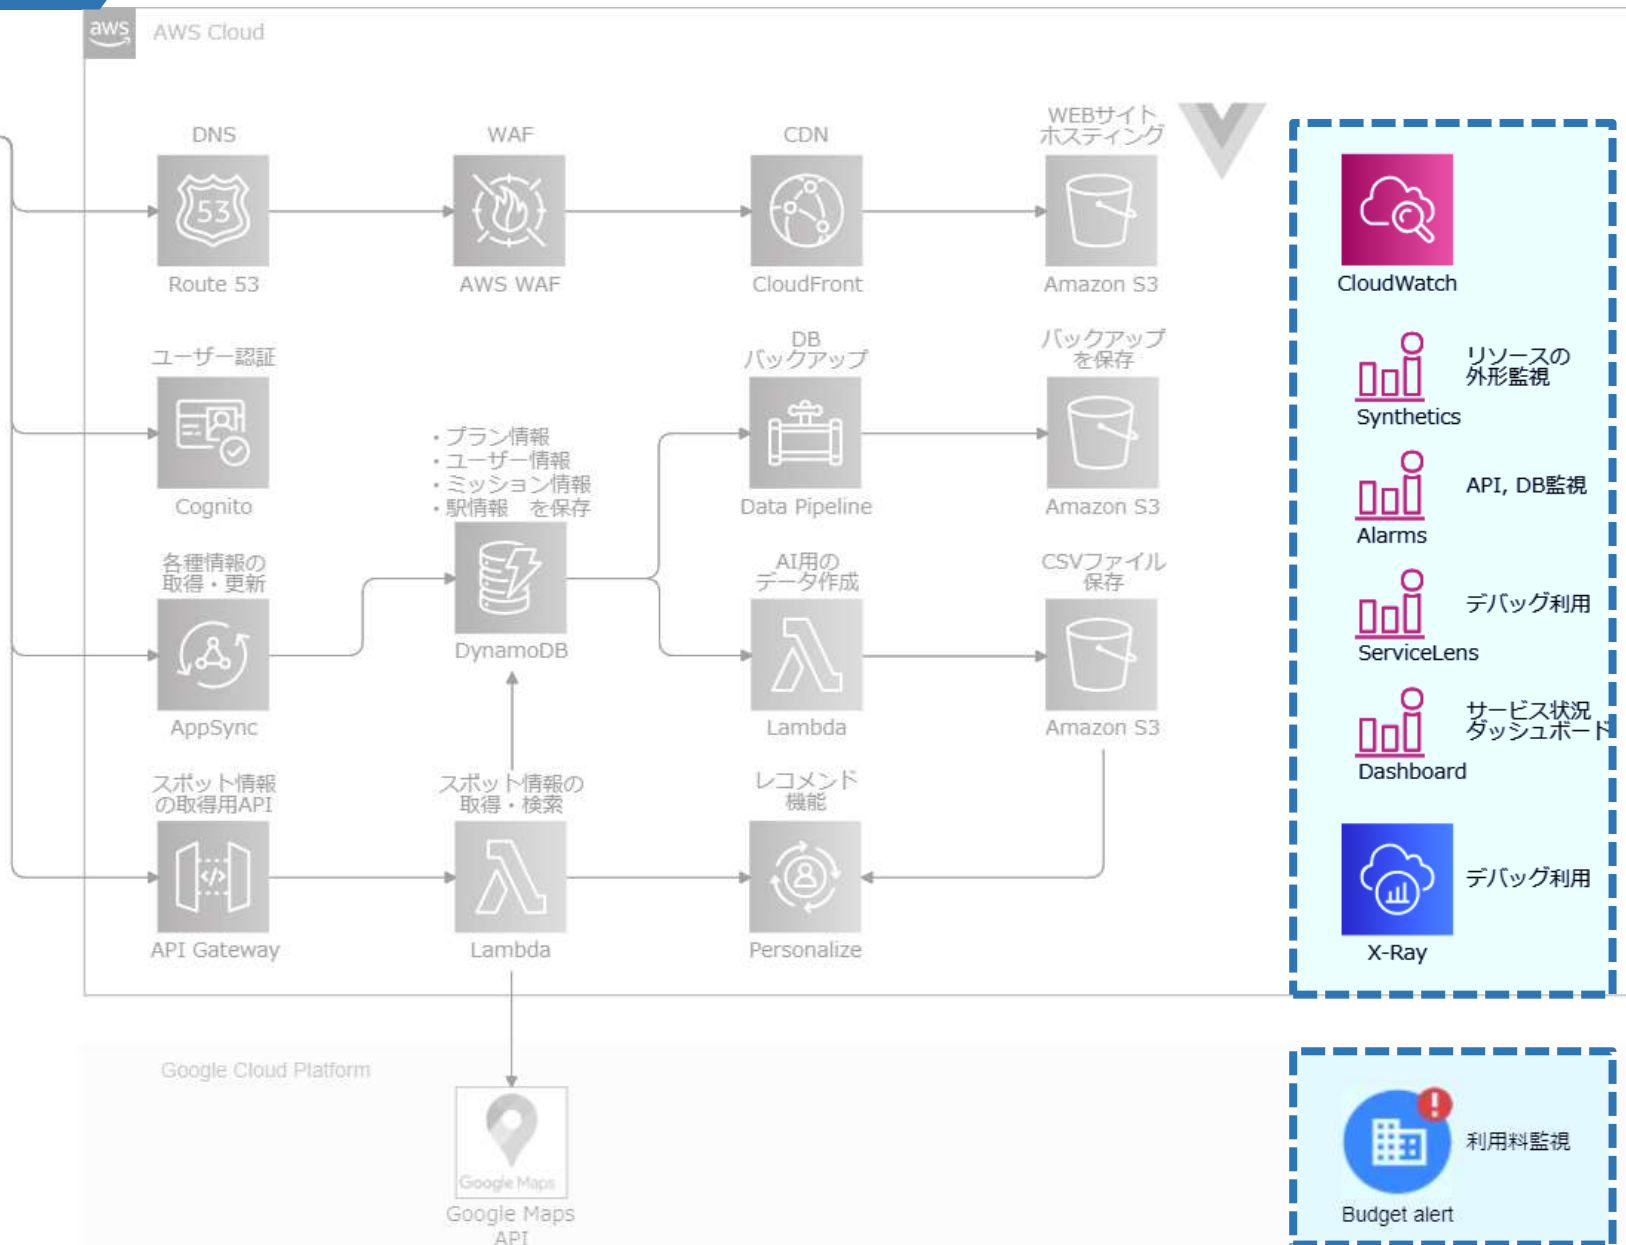 aws
AWS Cloud
DNS
WAF
CDN
WEBサイト
ホスティング
53
Route 53
AWS WAF
CloudFront
Amazon S3
CloudWatch
ユーザー認証
DB
バックアップ
バックアップ
を保存
リソースの
外形監視
Synthetics
・プラン情報
・ユーザー情報
・ミッション情報
・駅情報 を保存
Cognito
Data Pipeline
Amazon S3
API, DB監視
Alarms
各種情報の
取得・更新
AI用の
データ作成
CSVファイル
保存
デバッグ利用
ServiceLens
DynamoDB
AppSync
Lambda
Amazon S3
サービス状況
ダッシュボード
Dashboard
スポット情報
の取得用API
スポット情報の
取得・検索
レコメンド
機能
</>
API Gateway
Lambda
Personalize
デバッグ利用
X-Ray
Google Cloud Platform
Google Maps
Google Maps
API
利用料監視
Budget alert